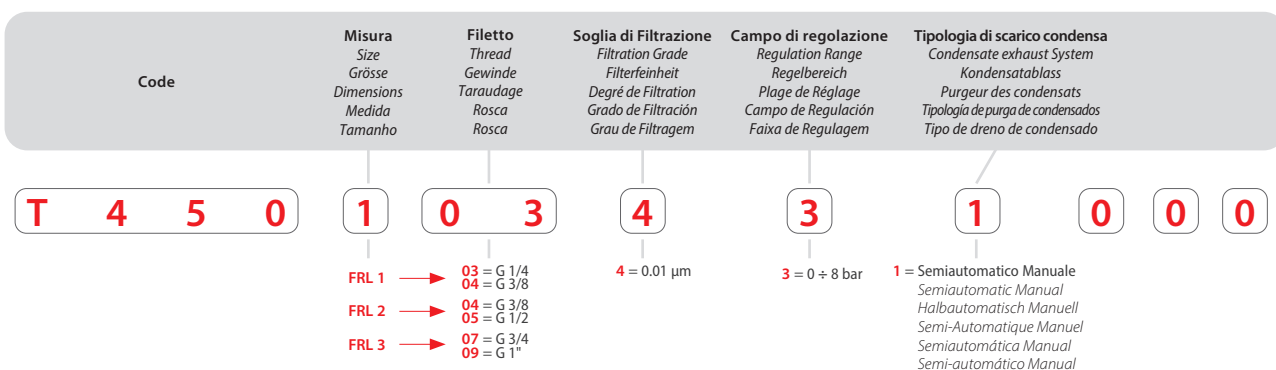 Code
Misura
Size
Grösse
Dimensions
Medida
Tamanho
Filetto
Thread
Gewinde
Taraudage
Rosca
Rosca
Soglia di Filtrazione
Filtration Grade
Filterfeinheit
Degré de Filtration
Grado de Filtración
Grau de Filtragem
Campo di regolazione
Regulation Range
Regelbereich
Plage de Réglage
Campo de Regulación
Faixa de Regulagem
Tipologia di scarico condensa
Condensate exhaust System
Kondensatablass
Purgeur des condensats
Tipología de purga de condensados
Tipo de dreno de condensado
T 4 5 0 1 0 3 4 3 1 0 0 0
FRL 1
03 = G 1/4
04 = G 3/8
FRL 2
04 = G 3/8
05 = G 1/2
FRL 3
07 = G 3/4
09 = G 1"
4 = 0.01 µm
3 = 0 ÷ 8 bar
1 = Semiautomatico Manuale
Semiautomatic Manual
Halbautomatisch Manuell
Semi-Automatique Manuel
Semiautomática Manual
Semi-automático Manual